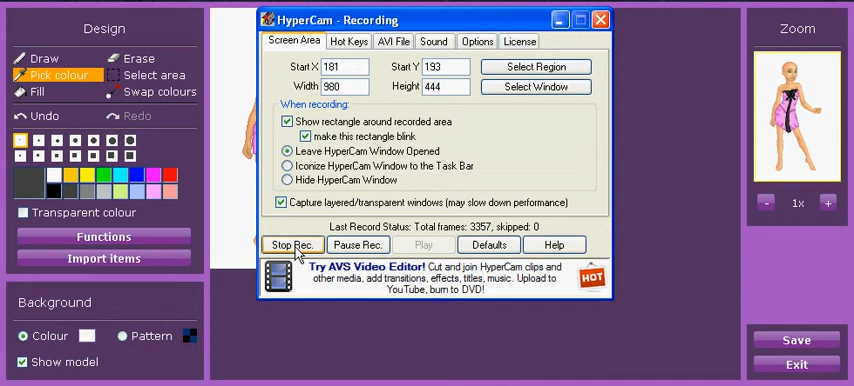 Design
Draw
Erase
Pick colour
Select area
Fill
Swap colours
Undo
Redo
Transparent colour
Functions
Import items
Background
Colour
Pattern
Show model
HyperCam - Recording
Screen Area
Hot Keys
AVI File
Sound
Options
License
Start X 181
Start Y 193
Select Region
Width 980
Height 444
Select Window
When recording:
Show rectangle around recorded area
make this rectangle blink
Leave HyperCam Window Opened
Iconize HyperCam Window to the Task Bar
Hide HyperCam Window
Capture layered/transparent windows (may slow down performance)
Last Record Status: Total frames: 3357, skipped: 0
Stop Rec.
Pause Rec.
Play
Defaults
Help
Try AVS Video Editor! Cut and join HyperCam clips and
other media, add transitions, effects, titles, music. Upload to
YouTube, burn to DVD!
HOT
Zoom
- 1x +
Save
Exit